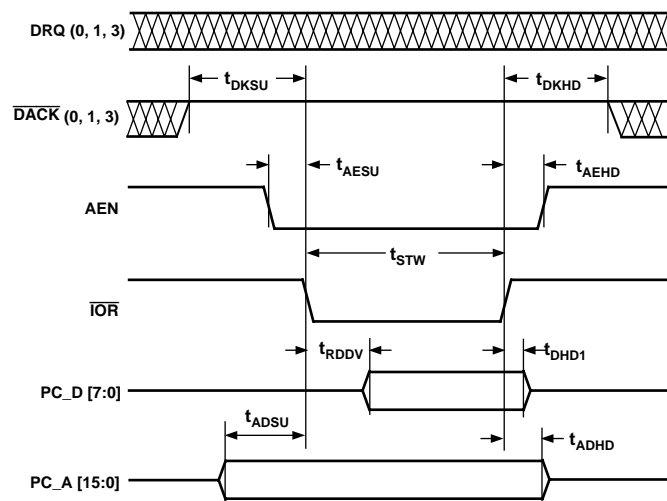 DRQ (0, 1, 3)
tDKSU
tDKHD
DACK (0, 1, 3)
tAESU
tAEHD
AEN
tSTW
IOR
tRDDV
tDHD1
PC_D [7:0]
tADSU
tADHD
PC_A [15:0]